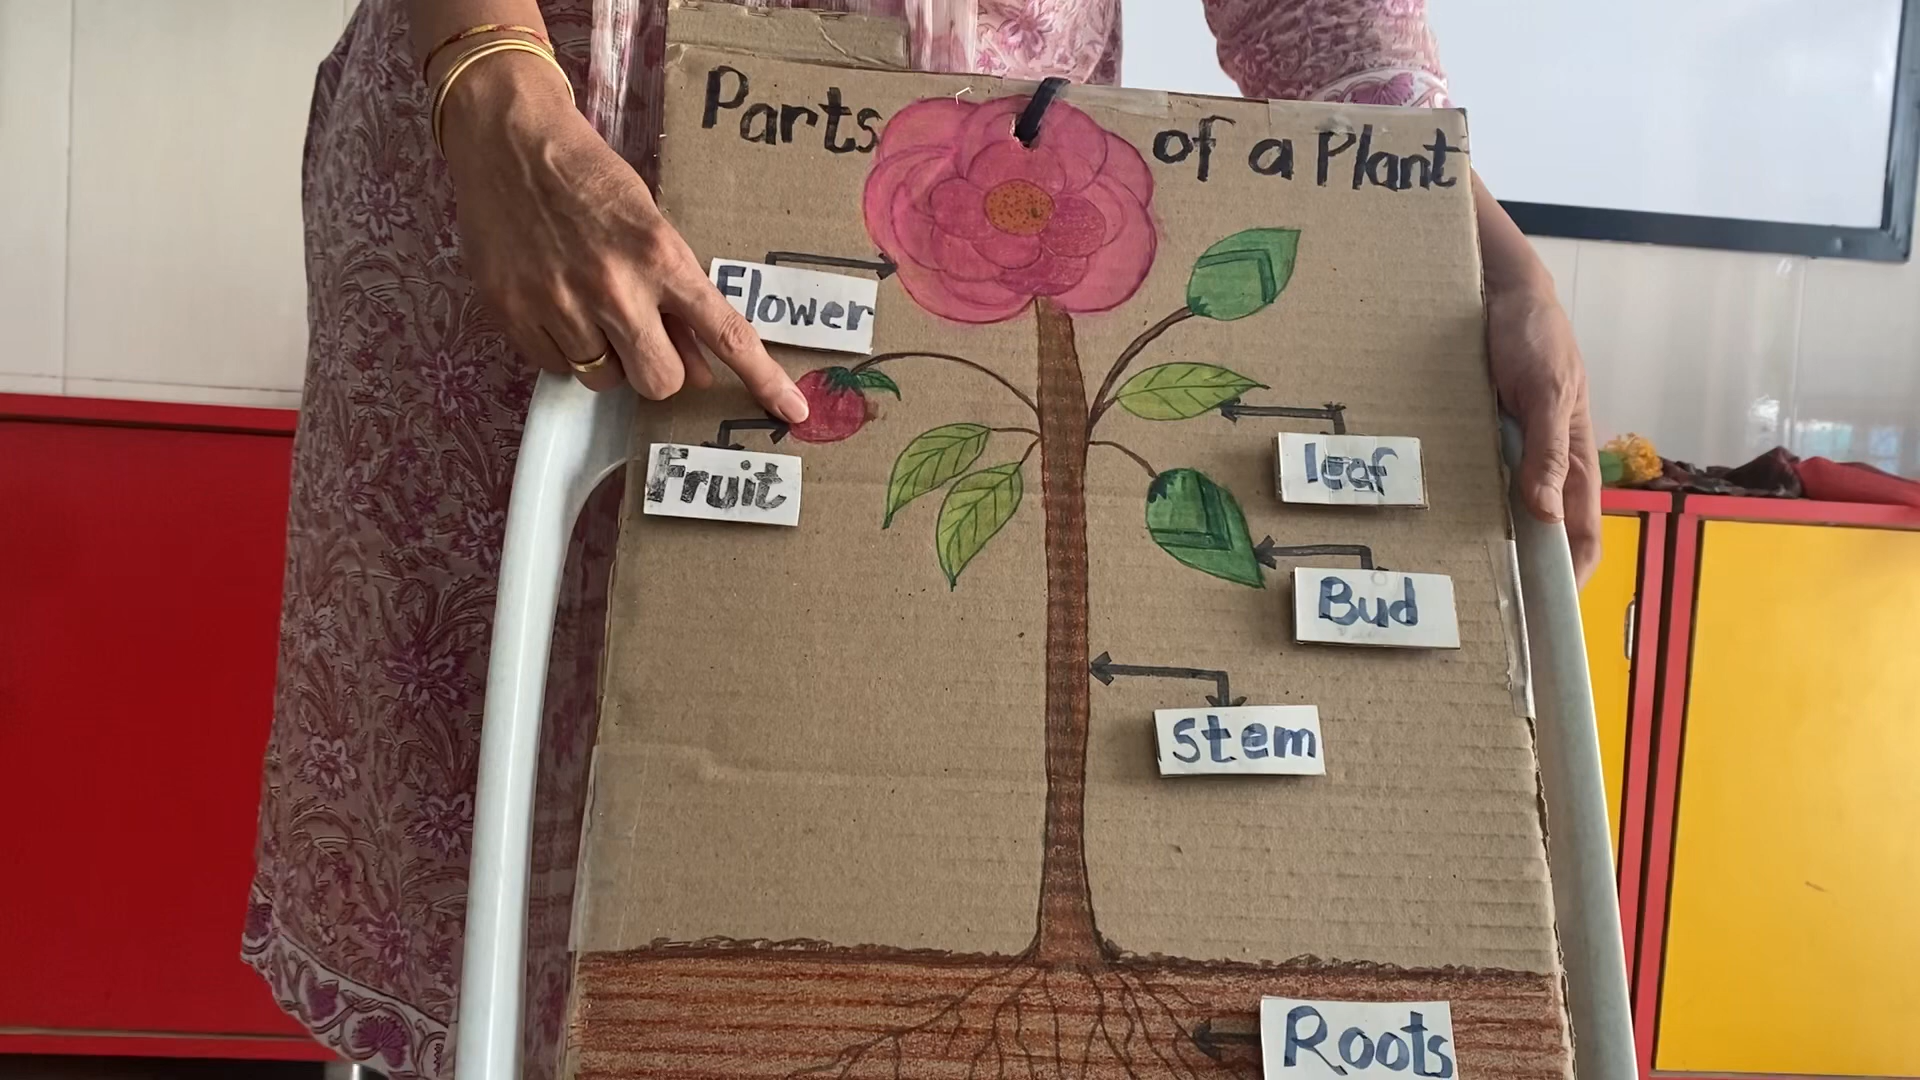 Parts of a Plant
Flower
Fruit
leaf
Bud
Stem
Roots